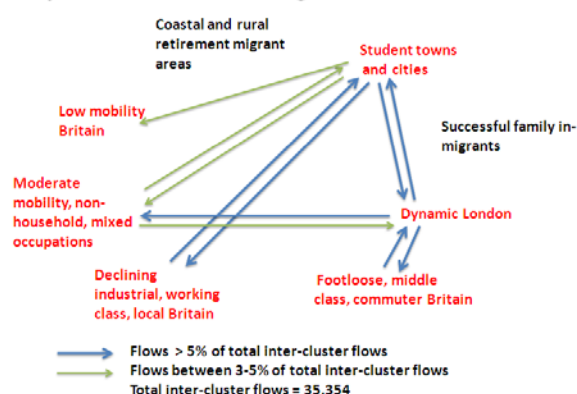 Coastal and rural
retirement migrant
areas
Student towns
and cities
Low mobility
Britain
Successful family in-
migrants
Moderate
mobility, non-
household, mixed
occupations
Dynamic London
Declining
industrial, working
class, local Britain
Footloose, middle
class, commuter Britain
Flows > 5% of total inter-cluster flows
Flows between 3-5% of total inter-cluster flows
Total inter-cluster flows = 35,354